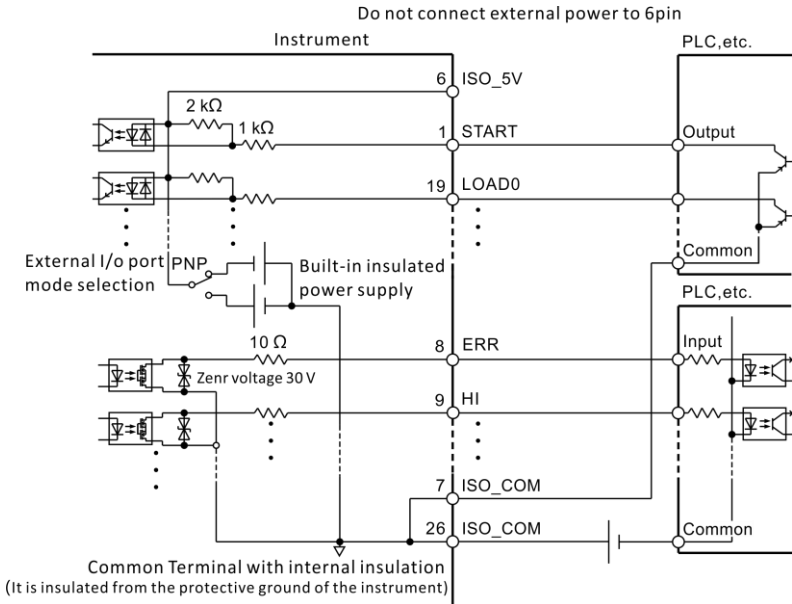 Do not connect external power to 6pin
Instrument
PLC,etc.
6 ISO_5V
2 kΩ
1 kΩ
1 START
Output
19 LOAD0
External I/o port
mode selection
PNP
Built-in insulated
power supply
Common
PLC,etc.
10 Ω
8 ERR
Input
Zenr voltage 30 V
9 HI
7 ISO_COM
26 ISO_COM
Common
Common Terminal with internal insulation
(It is insulated from the protective ground of the instrument)